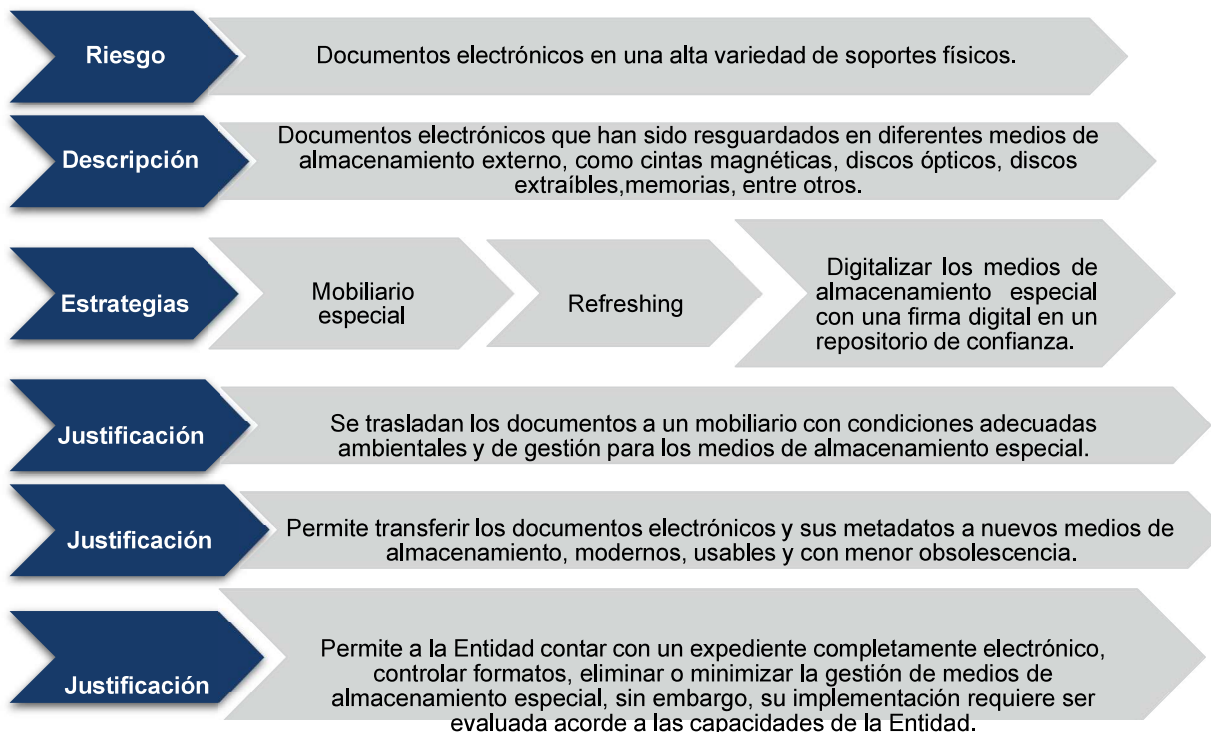 Riesgo
Documentos electrónicos en una alta variedad de soportes físicos.
Descripción
Documentos electrónicos que han sido resguardados en diferentes medios de
almacenamiento externo, como cintas magnéticas, discos ópticos, discos
extraíbles,memorias, entre otros.
Estrategias
Mobiliario
especial
Refreshing
Digitalizar los medios de
almacenamiento especial
con una firma digital en un
repositorio de confianza.
Justificación
Se trasladan los documentos a un mobiliario con condiciones adecuadas
ambientales y de gestión para los medios de almacenamiento especial.
Justificación
Permite transferir los documentos electrónicos y sus metadatos a nuevos medios de
almacenamiento, modernos, usables y con menor obsolescencia.
Justificación
Permite a la Entidad contar con un expediente completamente electrónico,
controlar formatos, eliminar o minimizar la gestión de medios de
almacenamiento especial, sin embargo, su implementación requiere ser
evaluada acorde a las capacidades de la Entidad.